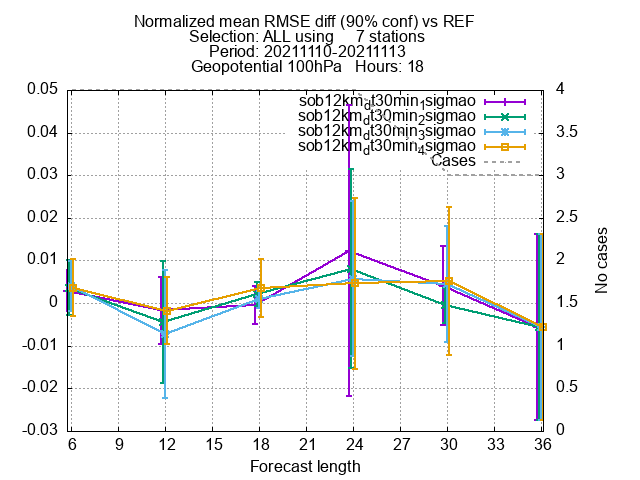 Normalized mean RMSE diff (90% conf) vs REF
Selection: ALL using 7 stations
Period: 20211110-20211113
Geopotential 100hPa Hours: 18
sob12km_dt30min_1sigmao
sob12km_dt30min_2sigmao
sob12km_dt30min_3sigmao
sob12km_dt30min_4sigmao
Cases
0.05
0.04
0.03
0.02
0.01
0
-0.01
-0.02
-0.03
4
3.5
3
2.5
2
1.5
1
0.5
0
No cases
6 9 12 15 18 21 24 27 30 33 36
Forecast length